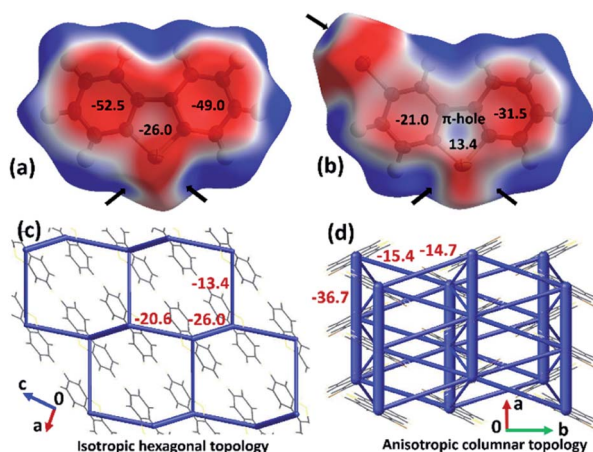 -52.5 -49.0
-26.0
(a)
-21.0 π-hole -31.5
13.4
(b)
(c)
-13.4
-20.6 -26.0
c 0
a
Isotropic hexagonal topology
(d)
-15.4 -14.7
-36.7
a
0 b
Anisotropic columnar topology